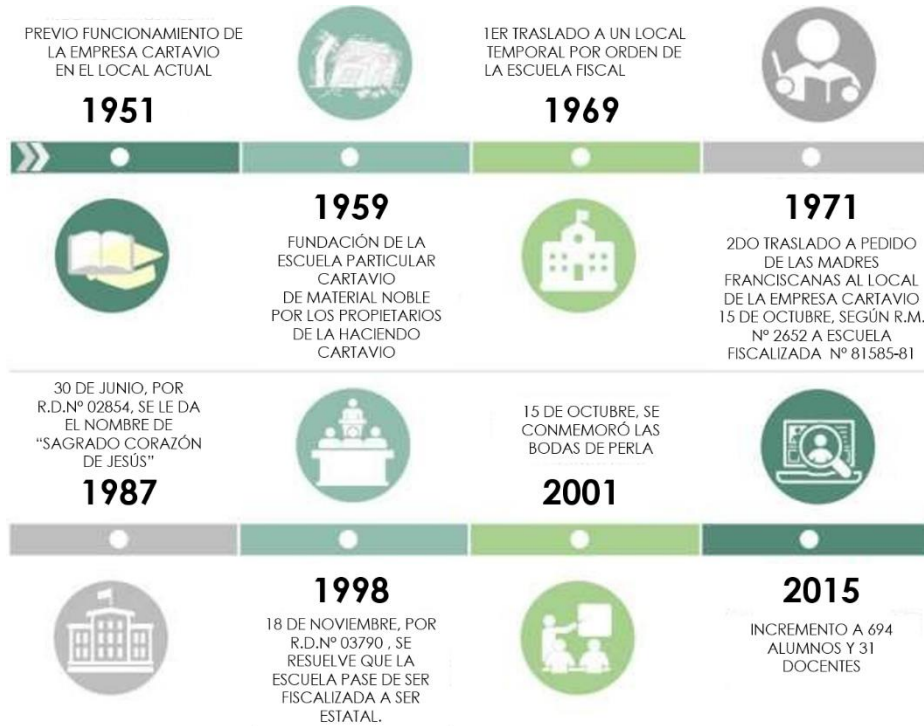 PREVIO FUNCIONAMIENTO DE
LA EMPRESA CARTAVIO
EN EL LOCAL ACTUAL
1951
1959
FUNDACIÓN DE LA
ESCUELA PARTICULAR
CARTAVIO
DE MATERIAL NOBLE
POR LOS PROPIETARIOS
DE LA HACIENDO
CARTAVIO
1ER TRASLADO A UN LOCAL
TEMPORAL POR ORDEN DE
LA ESCUELA FISCAL
1969
1971
2DO TRASLADO A PEDIDO
DE LAS MADRES
FRANCISCANAS AL LOCAL
DE LA EMPRESA CARTAVIO
15 DE OCTUBRE, SEGÚN R.M.
Nº 2652 A ESCUELA
FISCALIZADA Nº 81585-81
30 DE JUNIO, POR
R.D.Nº 02854, SE LE DA
EL NOMBRE DE
“SAGRADO CORAZÓN
DE JESÚS”
1987
1998
18 DE NOVIEMBRE, POR
R.D.Nº 03790 , SE
RESUELVE QUE LA
ESCUELA PASE DE SER
FISCALIZADA A SER
ESTATAL.
15 DE OCTUBRE, SE
CONMEMORÓ LAS
BODAS DE PERLA
2001
2015
INCREMENTO A 694
ALUMNOS Y 31
DOCENTES